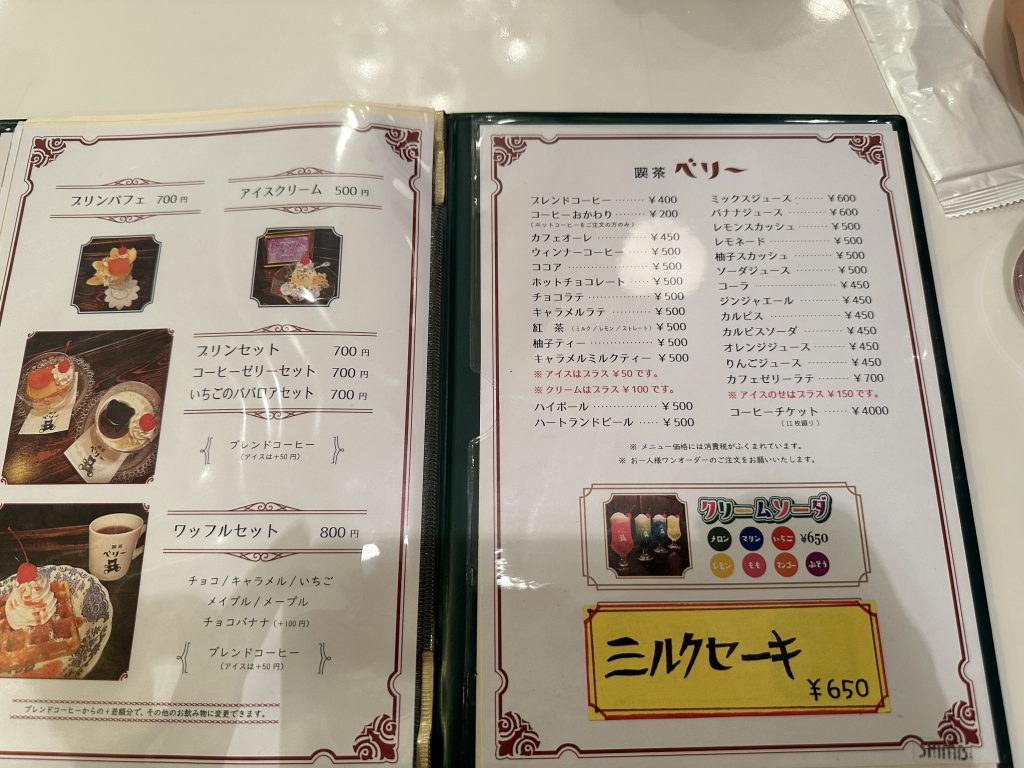 プリンパフェ 700円
アイスクリーム 500円
プリンセット 700円
コーヒーゼリーセット 700円
いちごのババロアセット 700円
ブレンドコーヒー
(アイスは+50円)
ワッフルセット 800円
チョコ/キャラメル/いちご
メイプル/メープル
チョコバナナ(+100円)
ブレンドコーヒー
(アイスは+50円)
ブレンドコーヒーからの+差額分で、その他のお飲み物に変更できます。
ベリー
ベリー
喫茶
ベリー
喫茶 ベリー
ブレンドコーヒー ¥400
コーヒーおかわり ¥200
(ホットコーヒーをご注文の方のみ)
カフェオーレ ¥450
ウィンナーコーヒー ¥500
ココア ¥500
ホットチョコレート ¥500
チョコラテ ¥500
キャラメルラテ ¥500
紅 茶 (ミルク/レモン/ストレート) ¥500
柚子ティー ¥500
キャラメルミルクティー ¥500
※ アイスはプラス ¥50 です。
※ クリームはプラス ¥100 です。
ハイボール ¥500
ハートランドビール ¥500
ミックスジュース ¥600
バナナジュース ¥600
レモンスカッシュ ¥500
レモネード ¥500
柚子スカッシュ ¥500
ソーダジュース ¥500
コーラ ¥450
ジンジャエール ¥450
カルピス ¥450
カルピスソーダ ¥450
オレンジジュース ¥450
りんごジュース ¥450
カフェゼリーラテ ¥700
※ アイスのせはプラス ¥150 です。
コーヒーチケット ¥4000
(11枚綴り)
※ メニュー価格には消費税がふくまれています。
※ お一人様ワンオーダーのご注文をお願いいたします。
クリームソーダ
メロン マリン いちご ¥650
レモン もも マンゴー ぶどう
ミルクセーキ
¥650